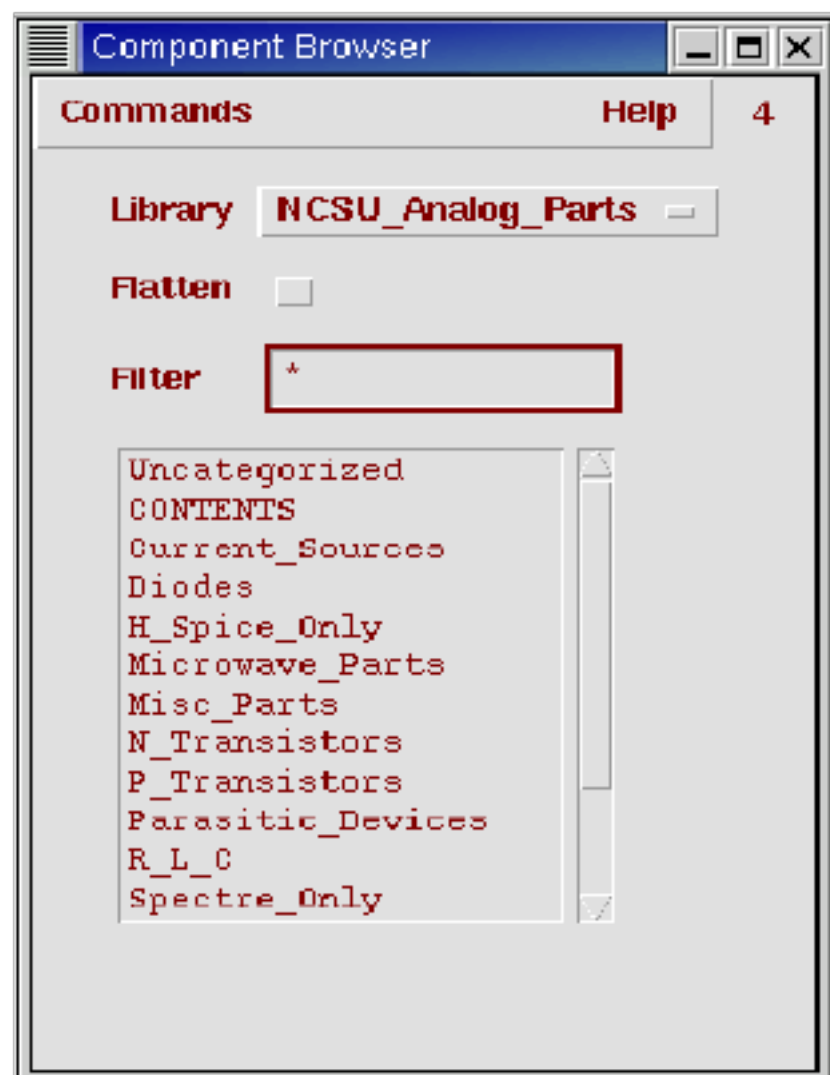 Component Browser
Commands Help 4
Library NCSU_Analog_Parts
Flatten
Filter *
Uncategorized
CONTENTS
Current_Sources
Diodes
H_Spice_Only
Microwave_Parts
Misc_Parts
N_Transistors
P_Transistors
Parasitic_Devices
R_L_C
Spectre_Only